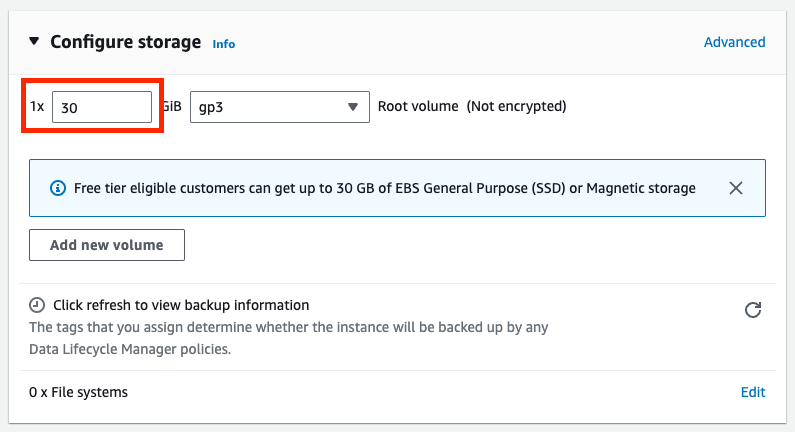 Configure storage Info Advanced
1x 30 GiB gp3 Root volume (Not encrypted)
Free tier eligible customers can get up to 30 GB of EBS General Purpose (SSD) or Magnetic storage
Add new volume
Click refresh to view backup information
The tags that you assign determine whether the instance will be backed up by any
Data Lifecycle Manager policies.
0 x File systems Edit